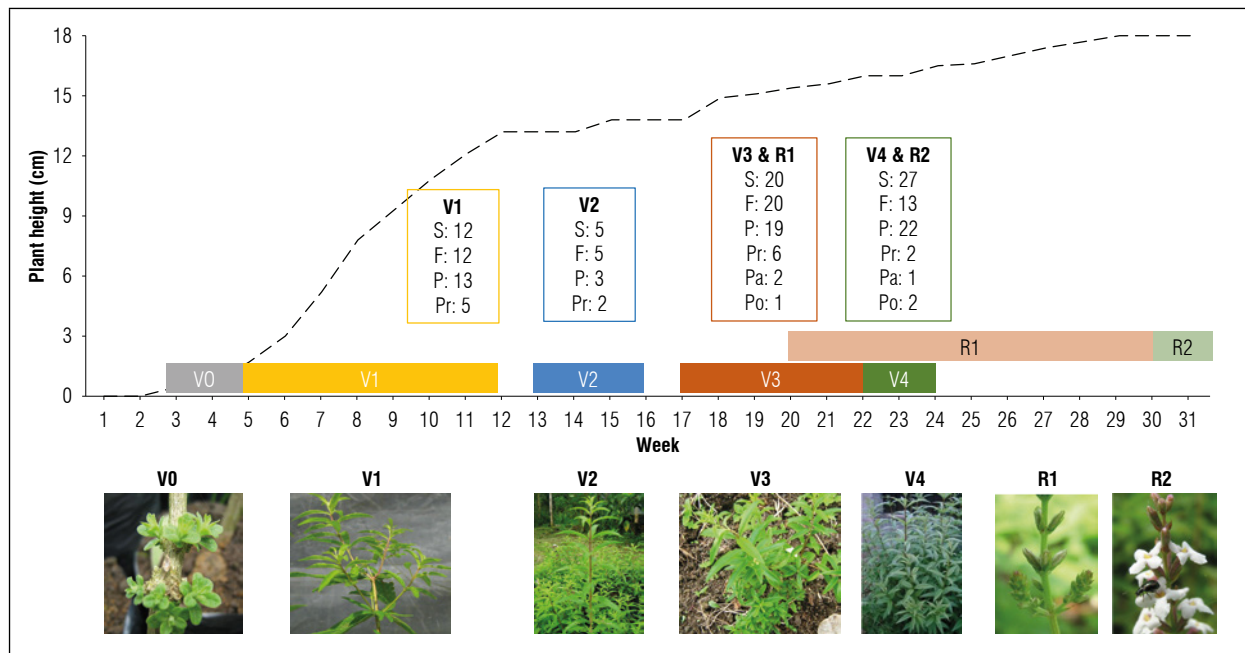 Plant height (cm)
18
15
12
9
6
3
0
V1
S: 12
F: 12
P: 13
Pr: 5
V2
S: 5
F: 5
P: 3
Pr: 2
V3 & R1
S: 20
F: 20
P: 19
Pr: 6
Pa: 2
Po: 1
V4 & R2
S: 27
F: 13
P: 22
Pr: 2
Pa: 1
Po: 2
R1 R2
V0 V1 V2 V3 V4
1 2 3 4 5 6 7 8 9 10 11 12 13 14 15 16 17 18 19 20 21 22 23 24 25 26 27 28 29 30 31
Week
V0 V1 V2 V3 V4 R1 R2